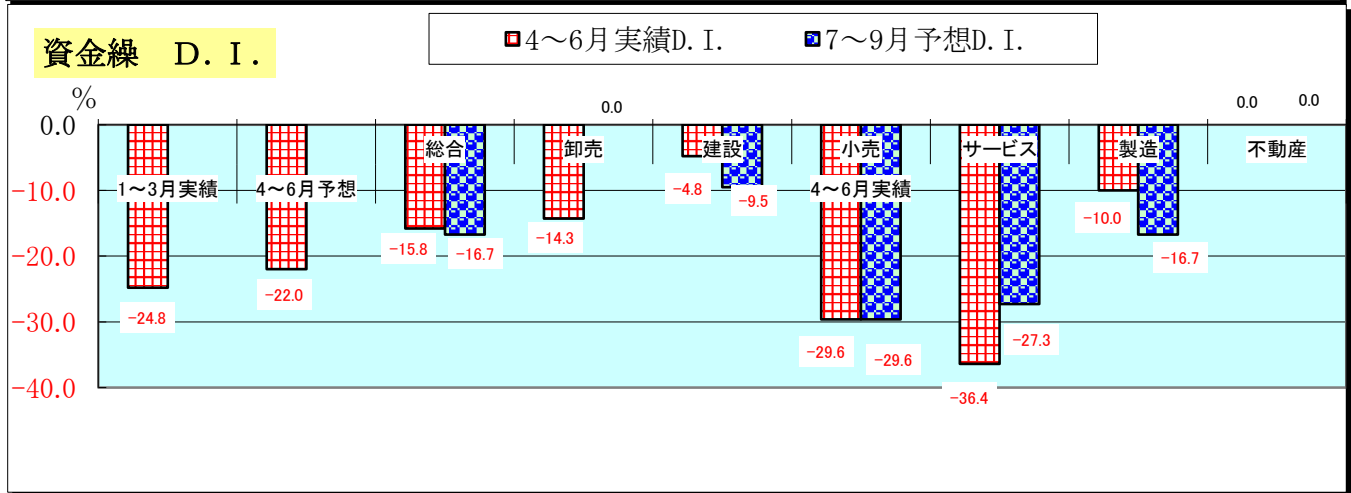 資金繰　D.I.
4～6月実績D.I.
7～9月予想D.I.
%
0.0
-10.0
-20.0
-30.0
-40.0
総合
卸売
建設
小売
サービス
製造
不動産
1～3月実績
4～6月予想
4～6月実績
-24.8
-22.0
-15.8
-16.7
-14.3
0.0
-4.8
-9.5
-29.6
-29.6
-36.4
-27.3
-10.0
-16.7
0.0
0.0